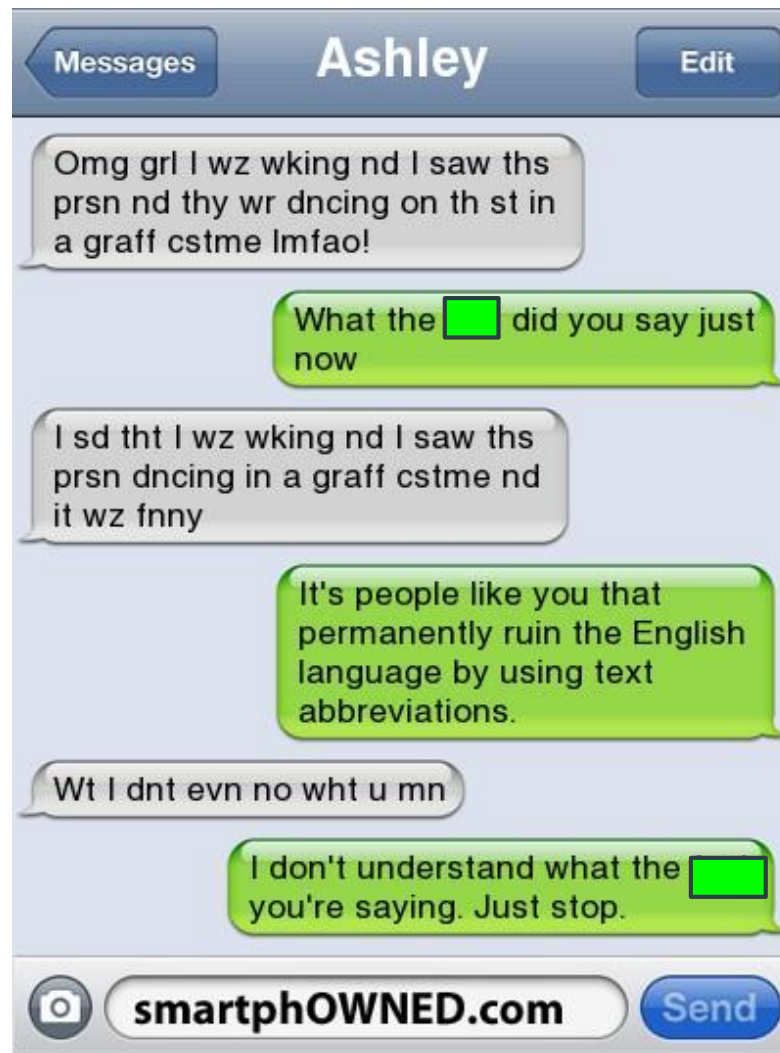 Messages
Ashley
Edit
Omg grl I wz wking nd I saw ths
prsn nd thy wr dncing on th st in
a graff cstme lmfao!
What the did you say just
now
I sd tht I wz wking nd I saw ths
prsn dncing in a graff cstme nd
it wz fnny
It's people like you that
permanently ruin the English
language by using text
abbreviations.
Wt I dnt evn no wht u mn
I don't understand what the
you're saying. Just stop.
smartphOWNED.com
Send